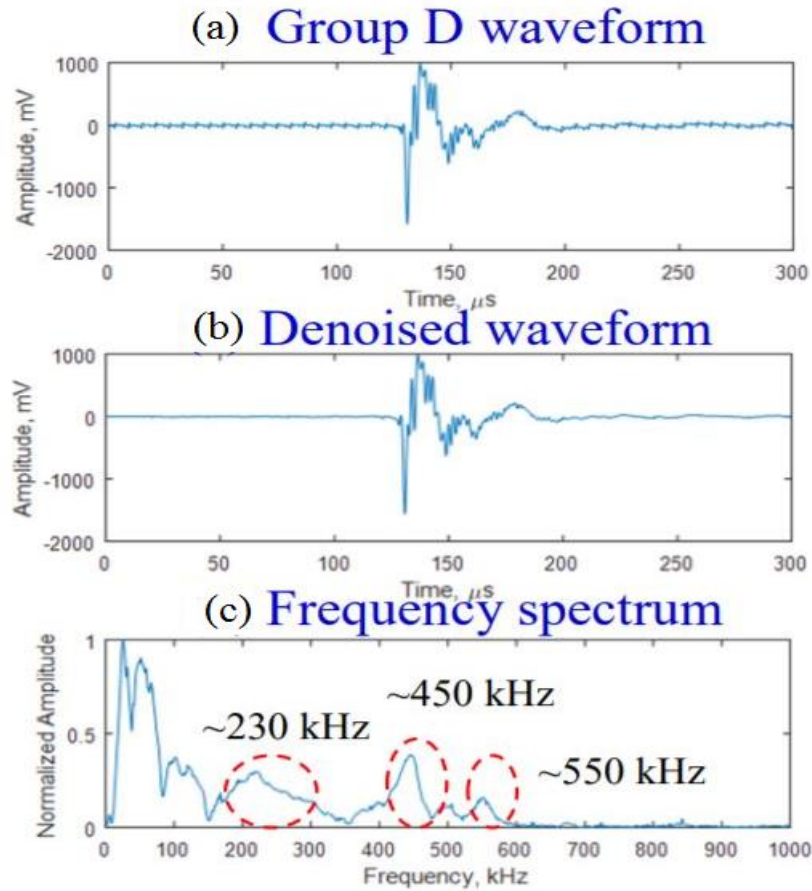 (a) Group D waveform
1000
0
-1000
-2000
Amplitude, mV
0 50 100 150 200 250 300
Time, μs
(b) Denoised waveform
1000
0
-1000
-2000
Amplitude, mV
0 50 100 150 200 250 300
Time, μs
(c) Frequency spectrum
1
0.5
0
Normalized Amplitude
~230 kHz
~450 kHz
~550 kHz
0 100 200 300 400 500 600 700 800 900 1000
Frequency, kHz